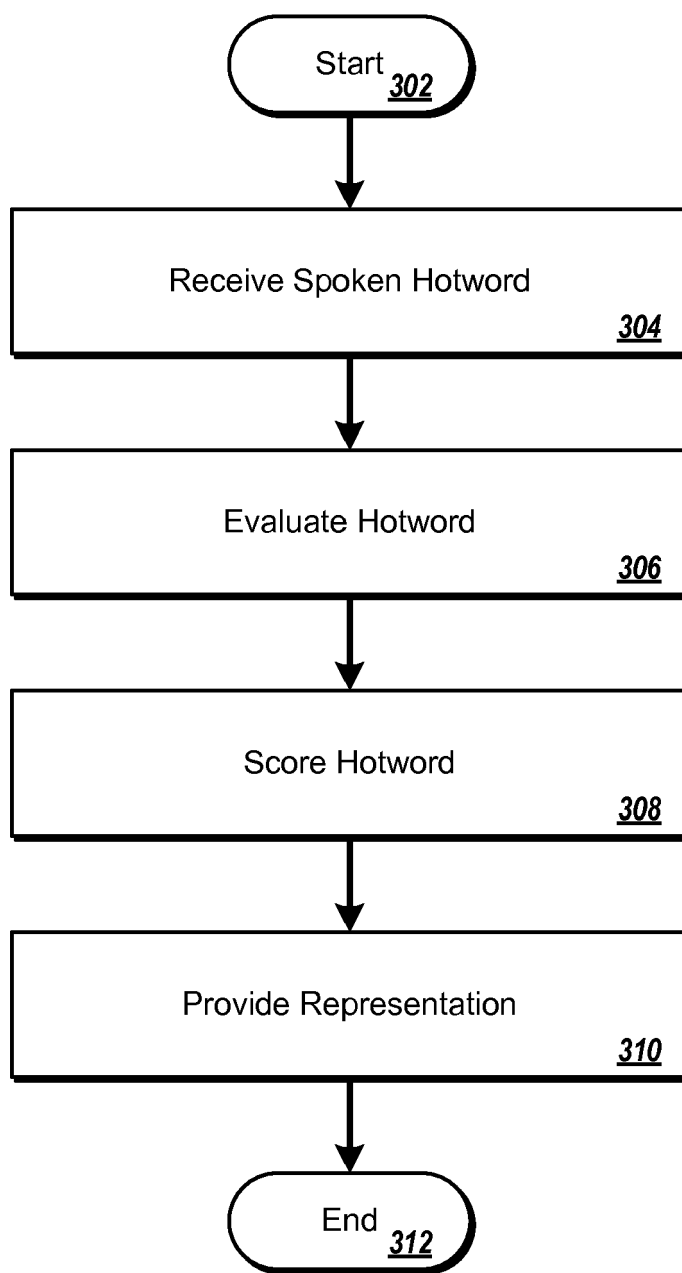 Start
302
Receive Spoken Hotword
304
Evaluate Hotword
306
Score Hotword
308
Provide Representation
310
End
312